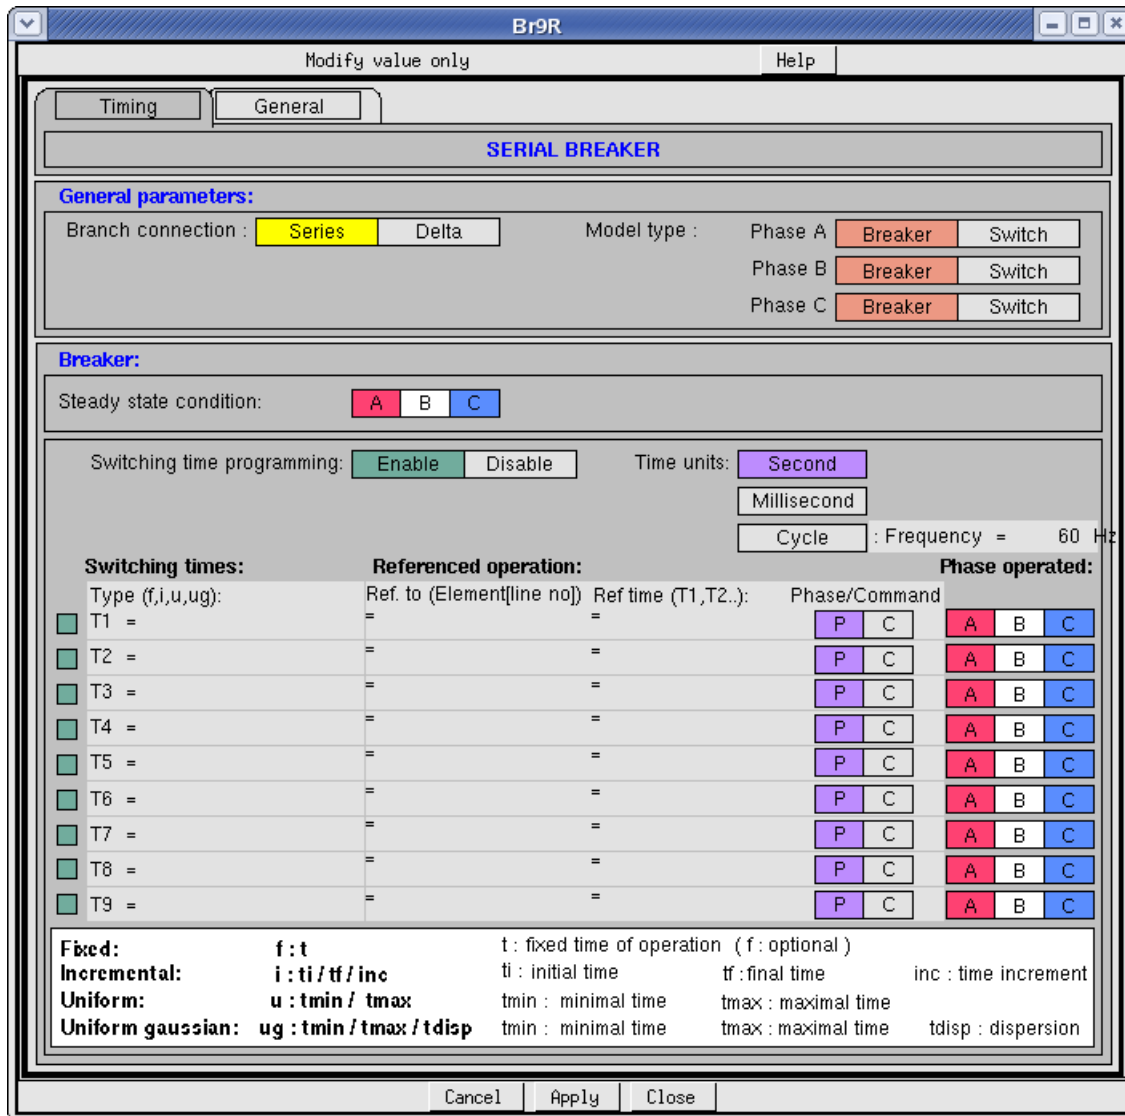 Br9R
Modify value only Help
Timing General
SERIAL BREAKER
General parameters:
Branch connection : Series Delta Model type : Phase A Breaker Switch
Phase B Breaker Switch
Phase C Breaker Switch
Breaker:
Steady state condition: A B C
Switching time programming: Enable Disable Time units: Second
Millisecond
Cycle : Frequency = 60 Hz
Switching times: Referenced operation: Phase operated:
Type (f,i,u,ug): Ref. to (Element[line no]) Ref time (T1,T2..): Phase/Command
T1 = = = P C A B C
T2 = = = P C A B C
T3 = = = P C A B C
T4 = = = P C A B C
T5 = = = P C A B C
T6 = = = P C A B C
T7 = = = P C A B C
T8 = = = P C A B C
T9 = = = P C A B C
Fixed: f : t t : fixed time of operation ( f : optional )
Incremental: i : ti / tf / inc ti : initial time tf :final time inc : time increment
Uniform: u : tmin / tmax tmin : minimal time tmax : maximal time
Uniform gaussian: ug : tmin / tmax / tdisp tmin : minimal time tmax : maximal time tdisp : dispersion
Cancel Apply Close